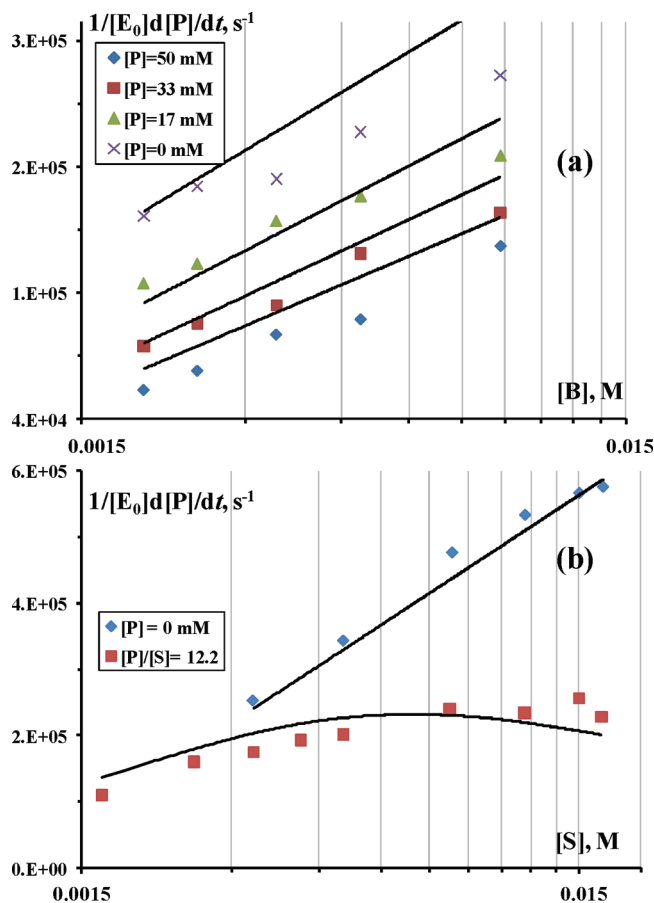 1/[E₀]d[P]/dt, s⁻¹
3.E+05
[P]=50 mM
[P]=33 mM
[P]=17 mM
[P]=0 mM
2.E+05
(a)
1.E+05
[B], M
4.E+04
0.0015
0.015
6.E+05
1/[E₀]d[P]/dt, s⁻¹
(b)
4.E+05
[P] = 0 mM
[P]/[S]= 12.2
2.E+05
[S], M
0.E+00
0.0015
0.015